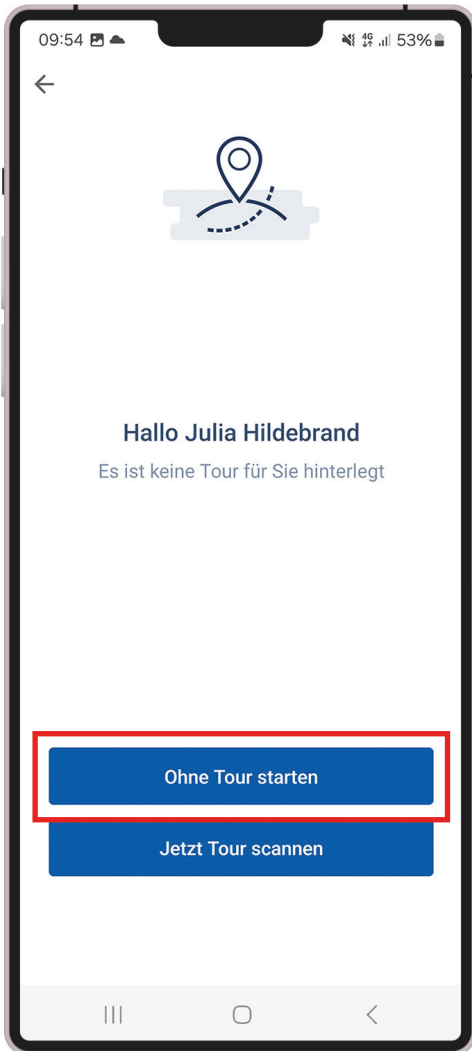 09:54 4G 53%
Hallo Julia Hildebrand
Es ist keine Tour für Sie hinterlegt
Ohne Tour starten
Jetzt Tour scannen